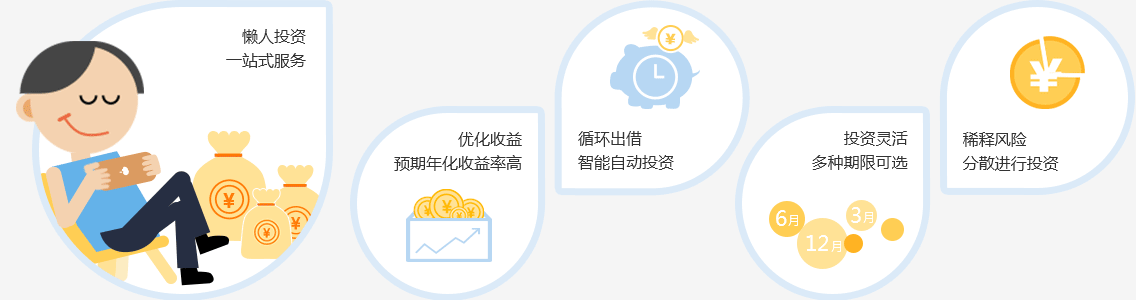 懒人投资
一站式服务
¥
¥
¥
优化收益
预期年化收益率高
¥
¥
¥
¥
¥
循环出借
智能自动投资
投资灵活
多种期限可选
6月
3月
12月
¥
稀释风险
分散进行投资